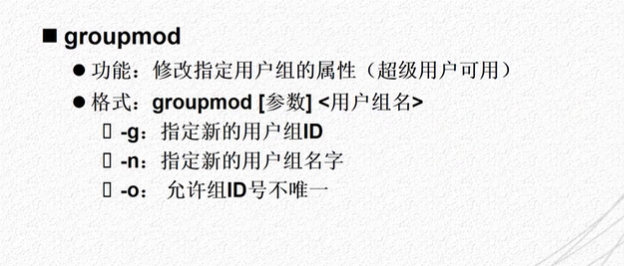 ■ groupmod
● 功能：修改指定用户组的属性（超级用户可用）
● 格式：groupmod [参数] <用户组名>
▯ -g：指定新的用户组ID
▯ -n：指定新的用户组名字
▯ -o： 允许组ID号不唯一